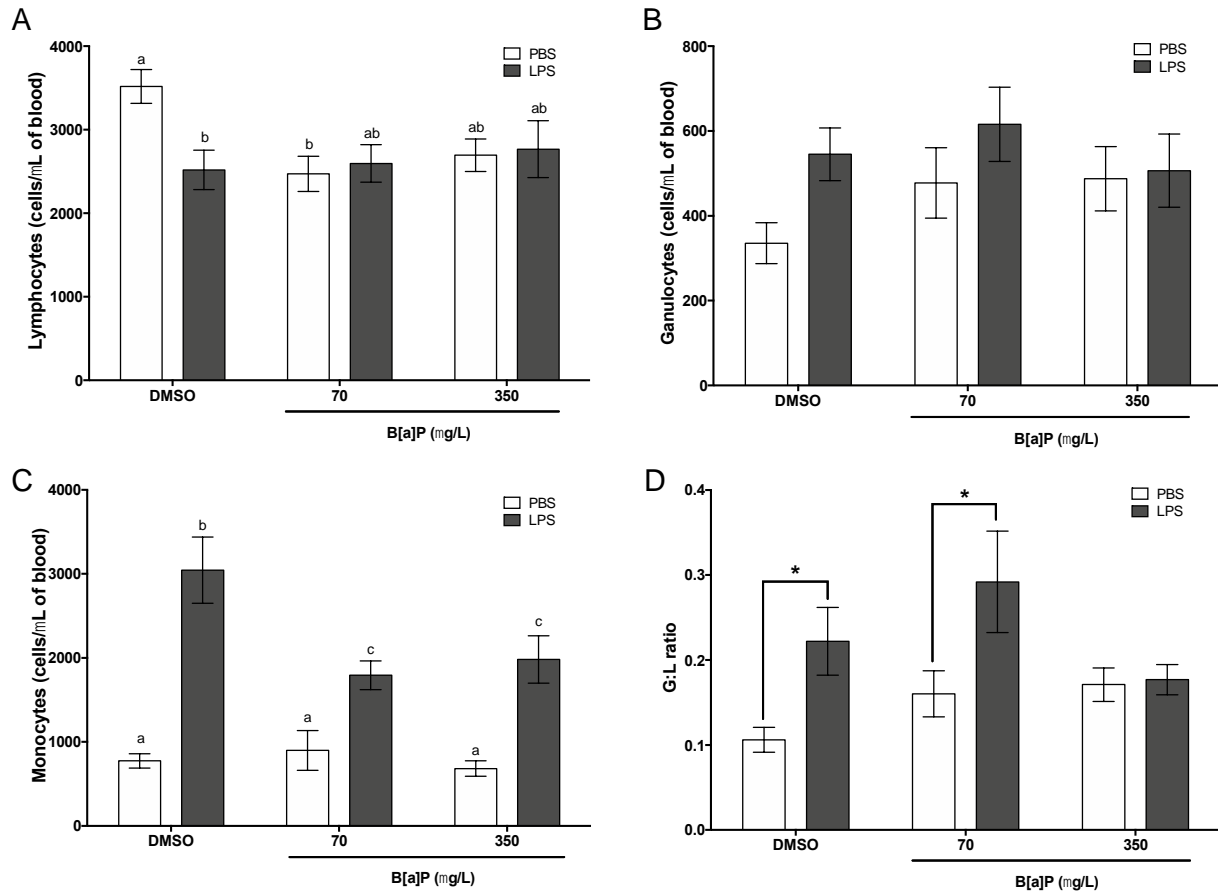 A
Lymphocytes (cells/mL of blood)
4000
3000
2000
1000
0
PBS
LPS
a
b
b
ab
ab
ab
DMSO
70
350
B[a]P (mg/L)
B
Ganulocytes (cells/mL of blood)
800
600
400
200
0
PBS
LPS
DMSO
70
350
B[a]P (mg/L)
C
Monocytes (cells/mL of blood)
4000
3000
2000
1000
0
PBS
LPS
a
b
a
c
a
c
DMSO
70
350
B[a]P (mg/L)
D
G:L ratio
0.4
0.3
0.2
0.1
0.0
PBS
LPS
*
*
DMSO
70
350
B[a]P (mg/L)